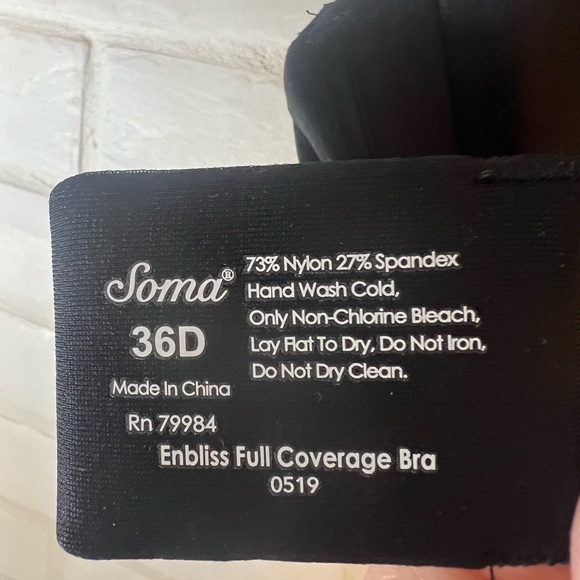 Soma®
36D
Made In China
Rn 79984
73% Nylon 27% Spandex
Hand Wash Cold,
Only Non-Chlorine Bleach,
Lay Flat To Dry, Do Not Iron,
Do Not Dry Clean.
Enbliss Full Coverage Bra
0519